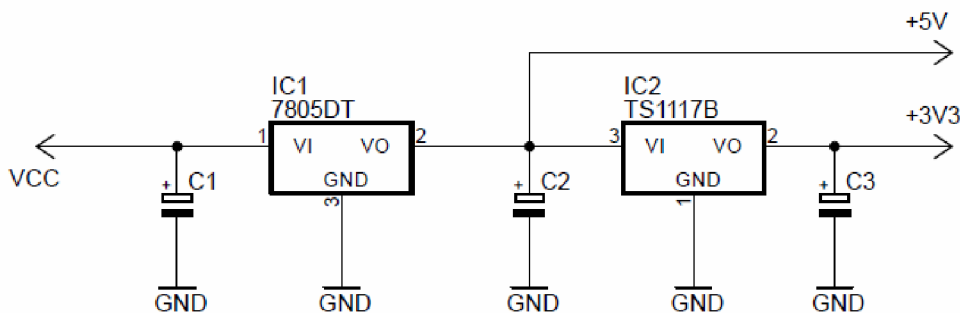 +5V
IC1
7805DT
IC2
TS1117B
+3V3
VCC
1
VI
VO
GND
2
3
C1
3
VI
VO
GND
2
1
C2
C3
GND
GND
GND
GND
GND